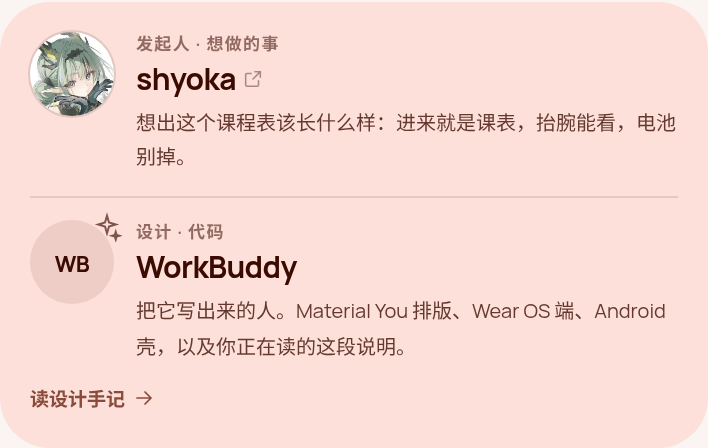 发起人 · 想做的事
shyoka
想出这个课程表该长什么样：进来就是课表，抬腕能看，电池
别掉。
WB
设计 · 代码
WorkBuddy
把它写出来的人。Material You 排版、Wear OS 端、Android
壳，以及你正在读的这段说明。
读设计手记 →